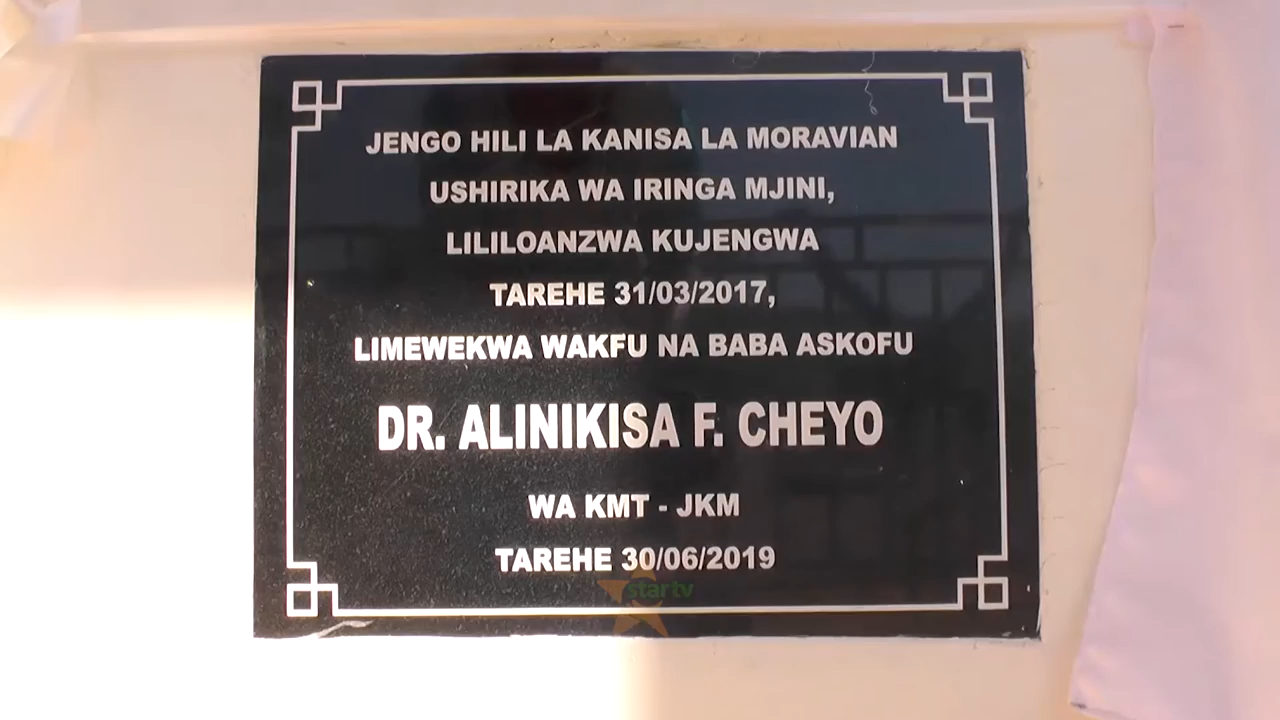 JENGO HILI LA KANISA LA MORAVIAN
USHIRIKA WA IRINGA MJINI,
LILILOANZWA KUJENGWA
TAREHE 31/03/2017,
LIMEWEKWA WAKFU NA BABA ASKOFU
DR. ALINIKISA F. CHEYO
WA KMT - JKM
TAREHE 30/06/2019
startv